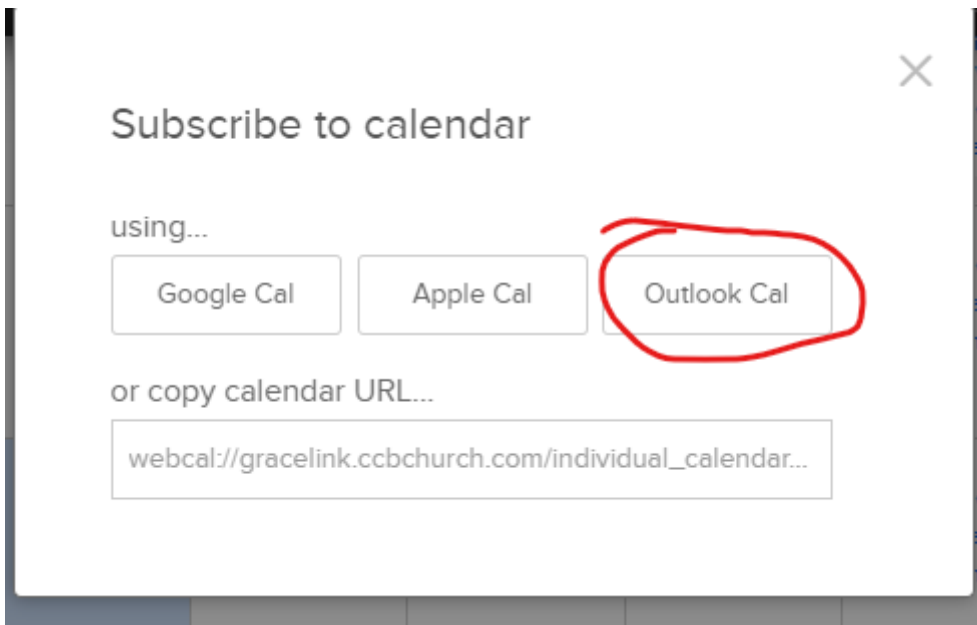 Subscribe to calendar
using...
Google Cal Apple Cal Outlook Cal
or copy calendar URL...
webcal://gracelink.ccbchurch.com/individual_calendar...